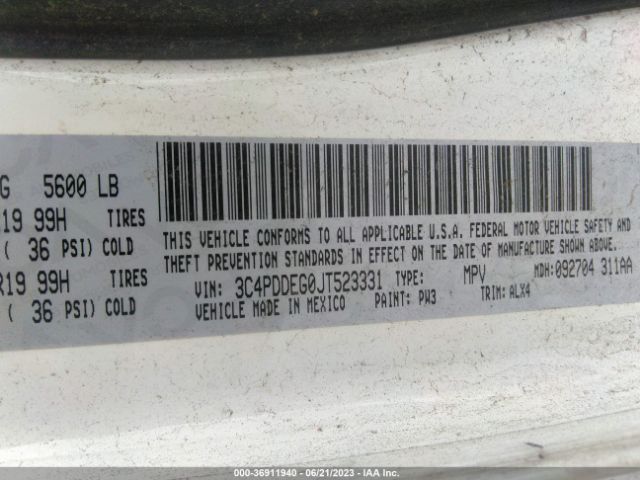 G 5600 LB
R19 99H TIRES
( 36 PSI) COLD
R19 99H TIRES
( 36 PSI) COLD
THIS VEHICLE CONFORMS TO ALL APPLICABLE U.S.A. FEDERAL MOTOR VEHICLE SAFETY AND
THEFT PREVENTION STANDARDS IN EFFECT ON THE DATE OF MANUFACTURE SHOWN ABOVE.
VIN: 3C4PDDEG0JT523331 TYPE: MPV MDH:092704 311AA
VEHICLE MADE IN MEXICO PAINT: PW3 TRIM: ALX4
000-36911940 - 06/21/2023 - IAA Inc.